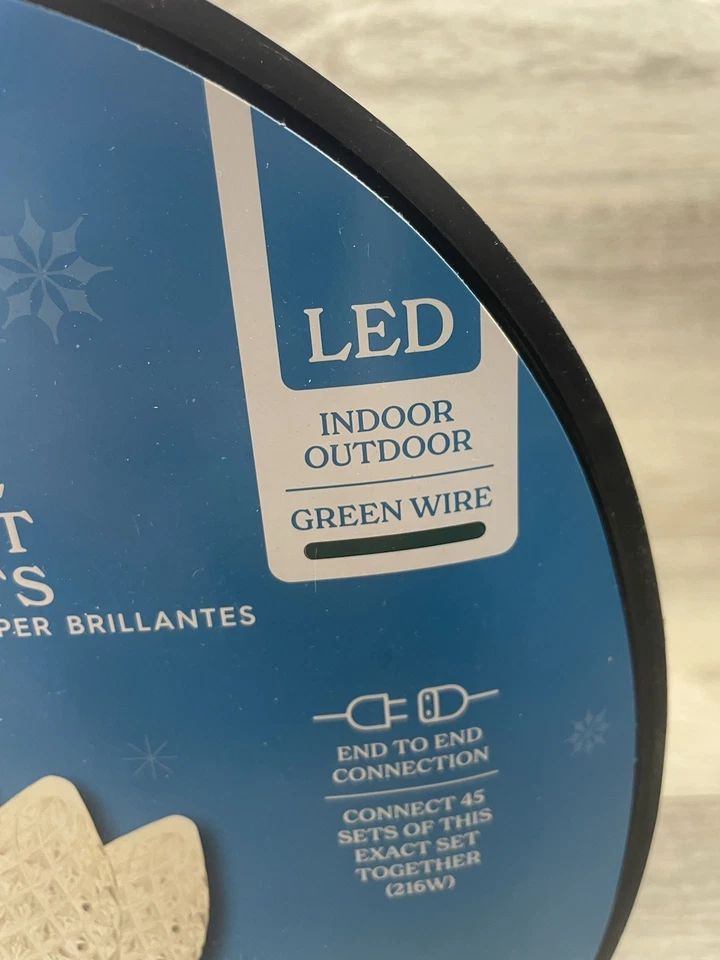 LED
INDOOR
OUTDOOR
GREEN WIRE
BRILLANTES
END TO END
CONNECTION
CONNECT 45
SETS OF THIS
EXACT SET
TOGETHER
(216W)